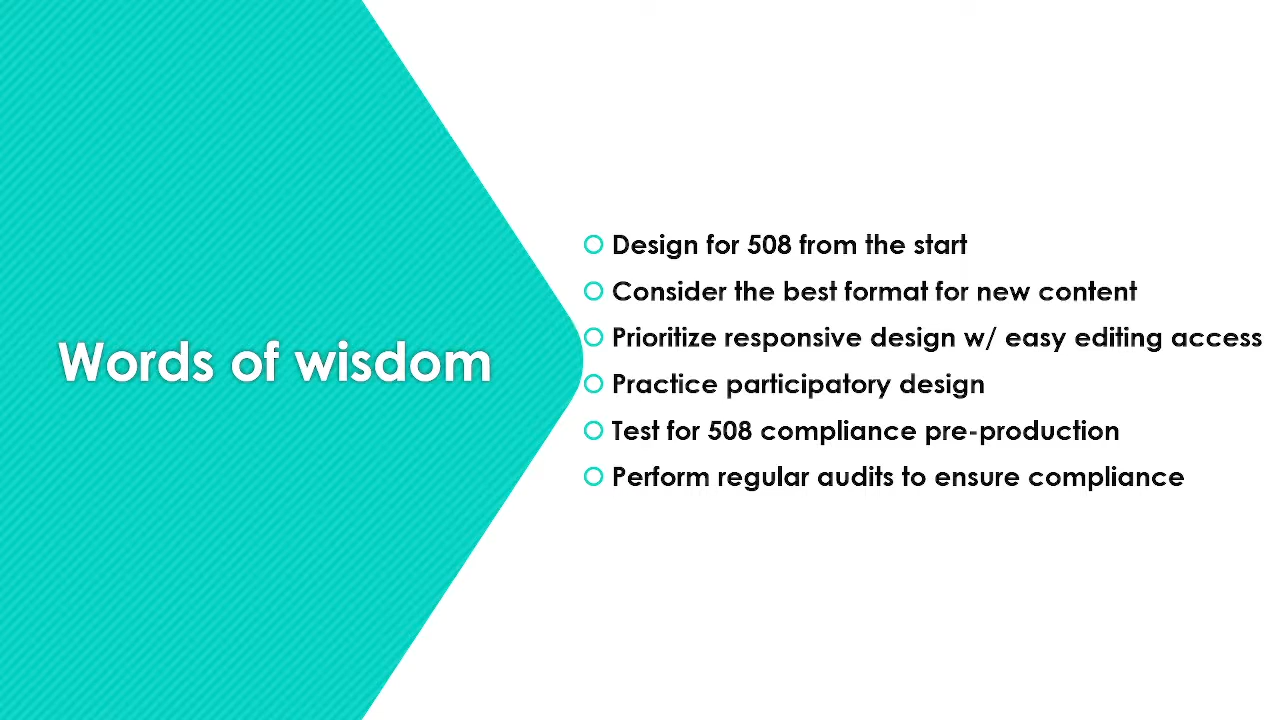 Words of wisdom
Design for 508 from the start
Consider the best format for new content
Prioritize responsive design w/ easy editing access
Practice participatory design
Test for 508 compliance pre-production
Perform regular audits to ensure compliance